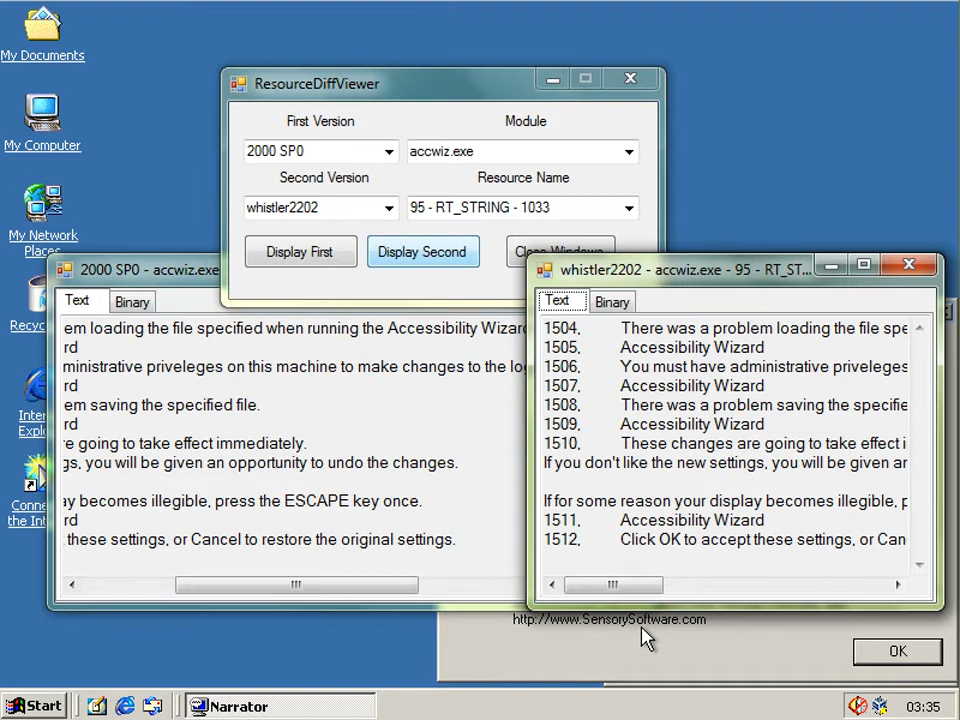 My Documents
My Computer
My Network
Places
Recyc
Inter
Explo
Conne
the Int
ResourceDiffViewer
First Version
Module
2000 SP0
accwiz.exe
Second Version
Resource Name
whistler2202
95 - RT_STRING - 1033
Display First
Display Second
Close Windows
2000 SP0 - accwiz.exe
Text
Binary
em loading the file specified when running the Accessibility Wizard
rd
ministrative priveleges on this machine to make changes to the log
rd
em saving the specified file.
rd
re going to take effect immediately.
gs, you will be given an opportunity to undo the changes.
ay becomes illegible, press the ESCAPE key once.
rd
these settings, or Cancel to restore the original settings.
whistler2202 - accwiz.exe - 95 - RT_ST...
Text
Binary
1504, There was a problem loading the file spe
1505, Accessibility Wizard
1506, You must have administrative priveleges
1507, Accessibility Wizard
1508, There was a problem saving the specifie
1509, Accessibility Wizard
1510, These changes are going to take effect i
If you don't like the new settings, you will be given an
If for some reason your display becomes illegible, p
1511, Accessibility Wizard
1512, Click OK to accept these settings, or Can
http://www.SensorySoftware.com
OK
Start
Narrator
03:35